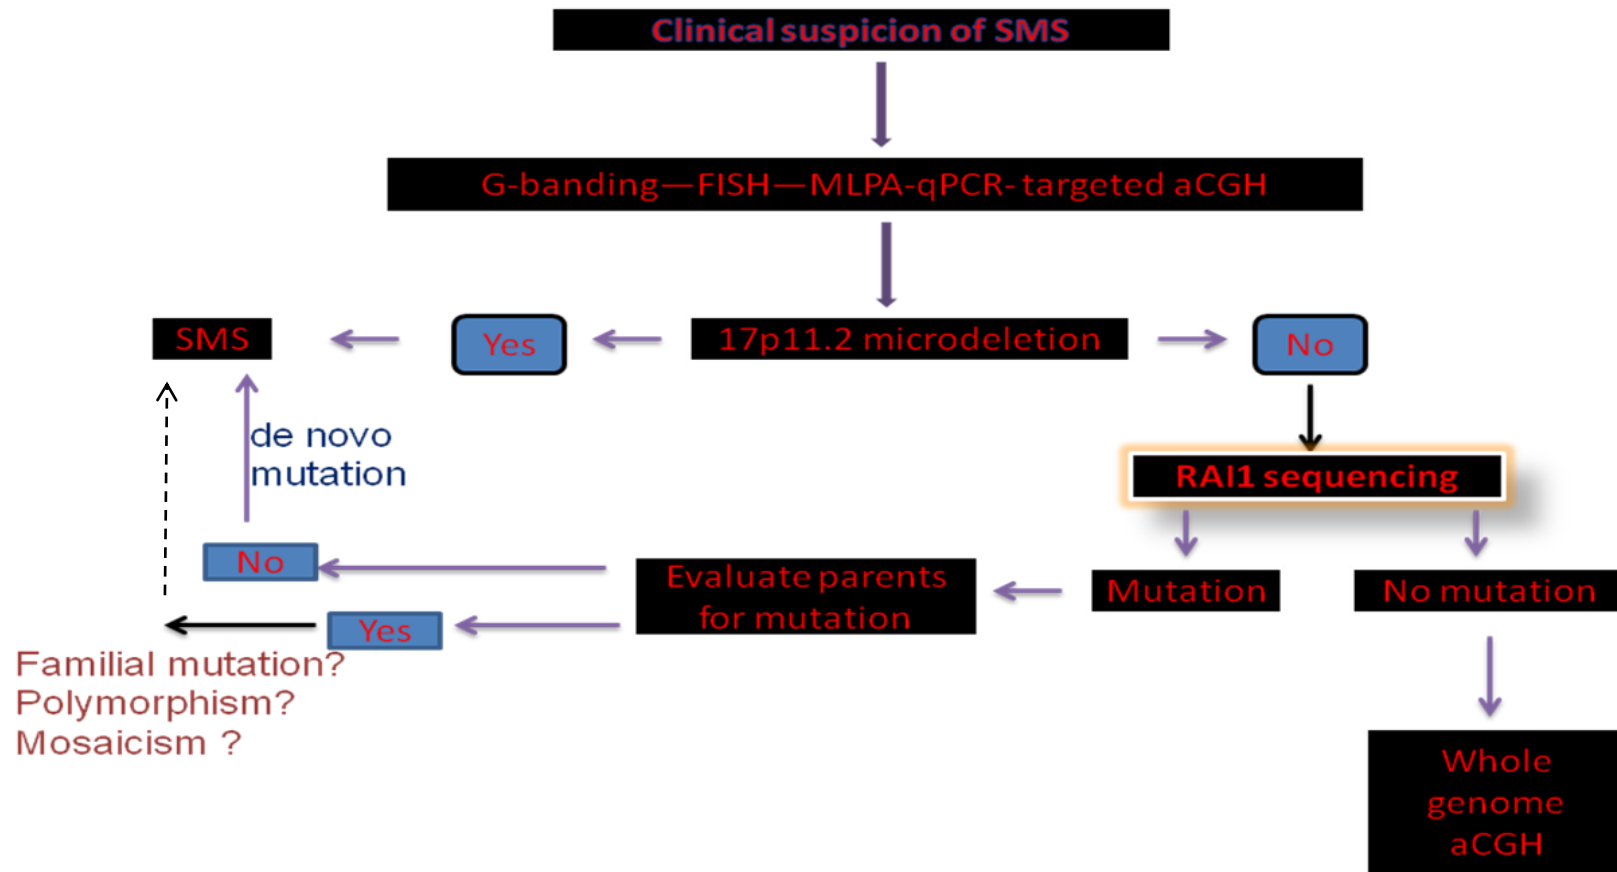 Clinical suspicion of SMS
G-banding—FISH—MLPA-qPCR- targeted aCGH
SMS
Yes
17p11.2 microdeletion
No
de novo
mutation
RAI1 sequencing
No
Evaluate parents
for mutation
Mutation
No mutation
Yes
Familial mutation?
Polymorphism?
Mosaicism ?
Whole
genome
aCGH